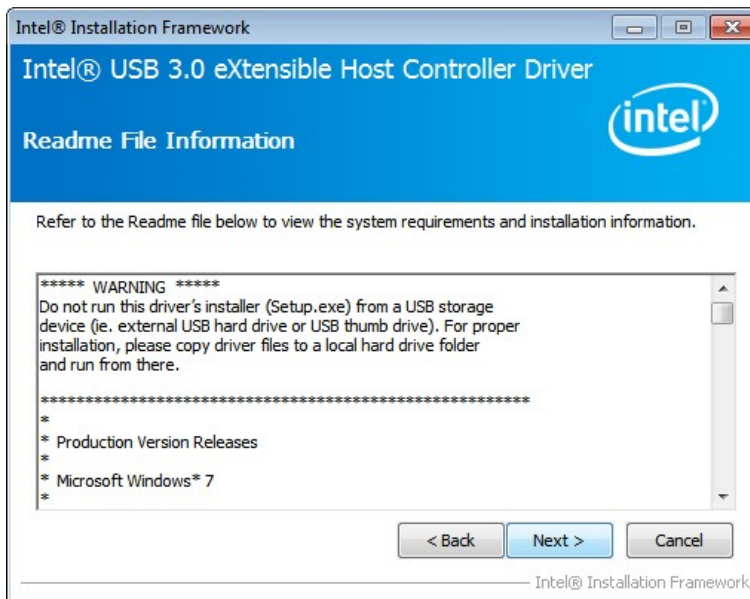 Intel® Installation Framework
Intel® USB 3.0 eXtensible Host Controller Driver
intel
Readme File Information
Refer to the Readme file below to view the system requirements and installation information.
***** WARNING *****
Do not run this driver's installer (Setup.exe) from a USB storage
device (ie. external USB hard drive or USB thumb drive). For proper
installation, please copy driver files to a local hard drive folder
and run from there.
*******************************************************
*
* Production Version Releases
*
* Microsoft Windows* 7
*
< Back
Next >
Cancel
Intel® Installation Framework